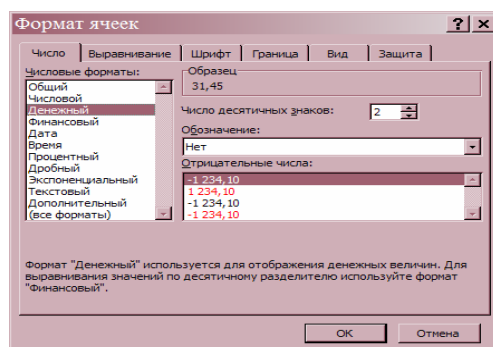 Формат ячеек
Число Выравнивание Шрифт Граница Вид Защита
Числовые форматы:
Общий
Числовой
Денежный
Финансовый
Дата
Время
Процентный
Дробный
Экспоненциальный
Текстовый
Дополнительный
(все форматы)
Образец
31,45
Число десятичных знаков: 2
Обозначение:
Нет
Отрицательные числа:
-1 234,10
1 234,10
-1 234,10
-1 234,10
Формат "Денежный" используется для отображения денежных величин. Для
выравнивания значений по десятичному разделителю используйте формат
"Финансовый".
ОК Отмена